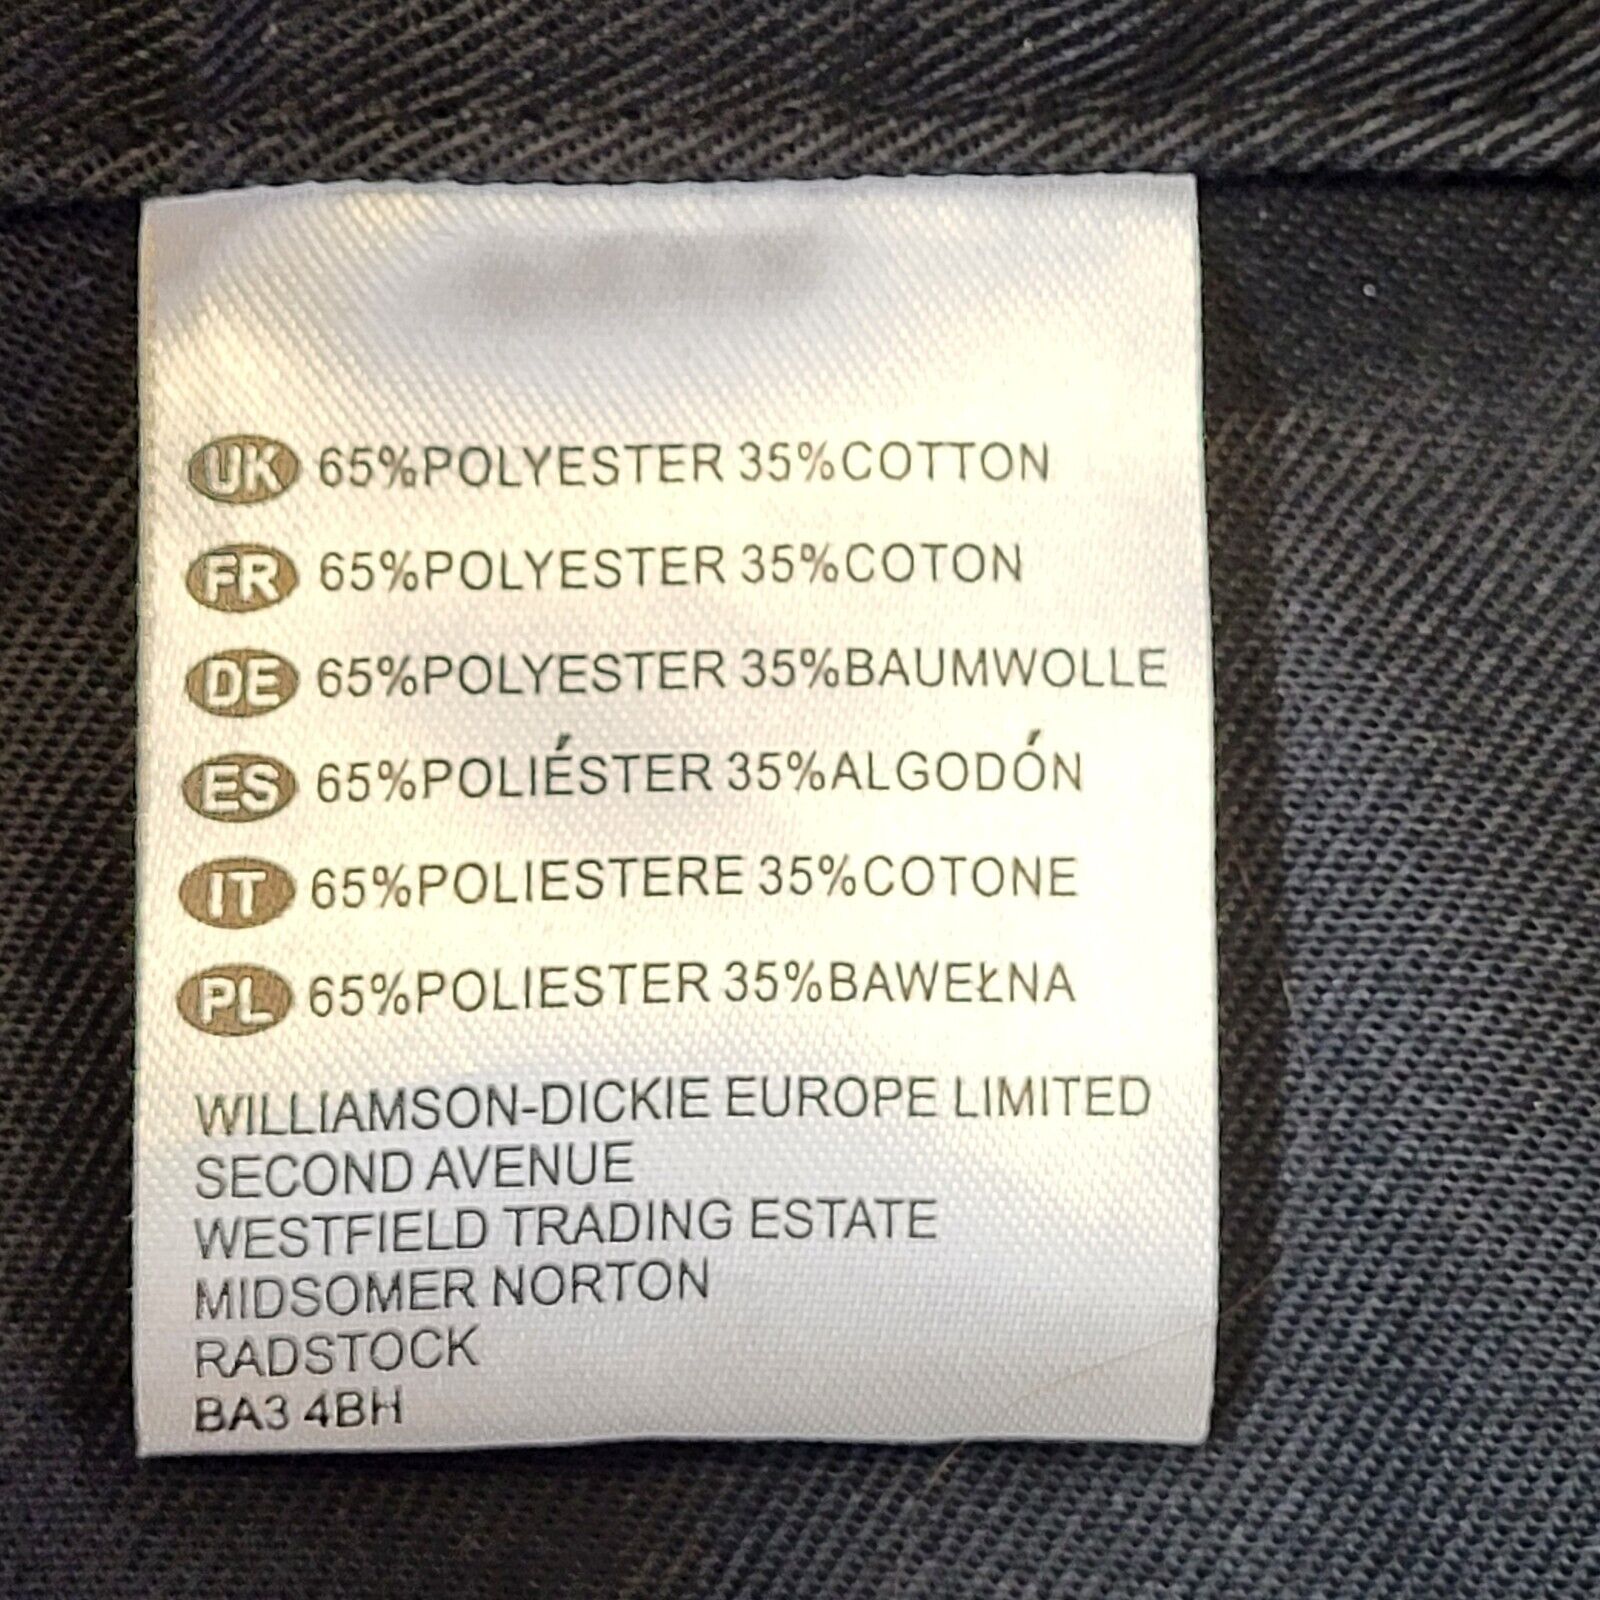 UK 65%POLYESTER 35%COTTON
FR 65%POLYESTER 35%COTON
DE 65%POLYESTER 35%BAUMWOLLE
ES 65%POLIÉSTER 35%ALGODÓN
IT 65%POLIESTERE 35%COTONE
PL 65%POLIESTER 35%BAWEŁNA
WILLIAMSON-DICKIE EUROPE LIMITED
SECOND AVENUE
WESTFIELD TRADING ESTATE
MIDSOMER NORTON
RADSTOCK
BA3 4BH